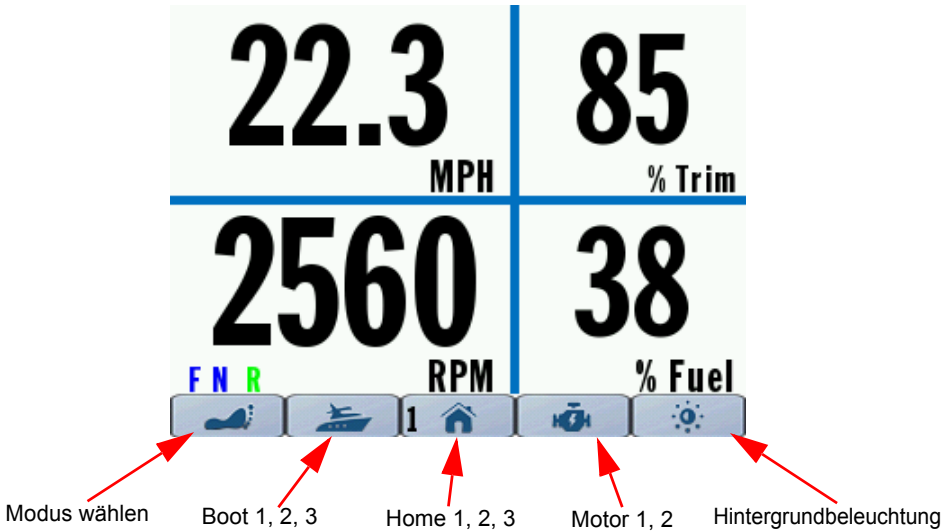 22.3
MPH
85
% Trim
2560
RPM
F N R
38
% Fuel
1
Modus wählen
Boot 1, 2, 3
Home 1, 2, 3
Motor 1, 2
Hintergrundbeleuchtung